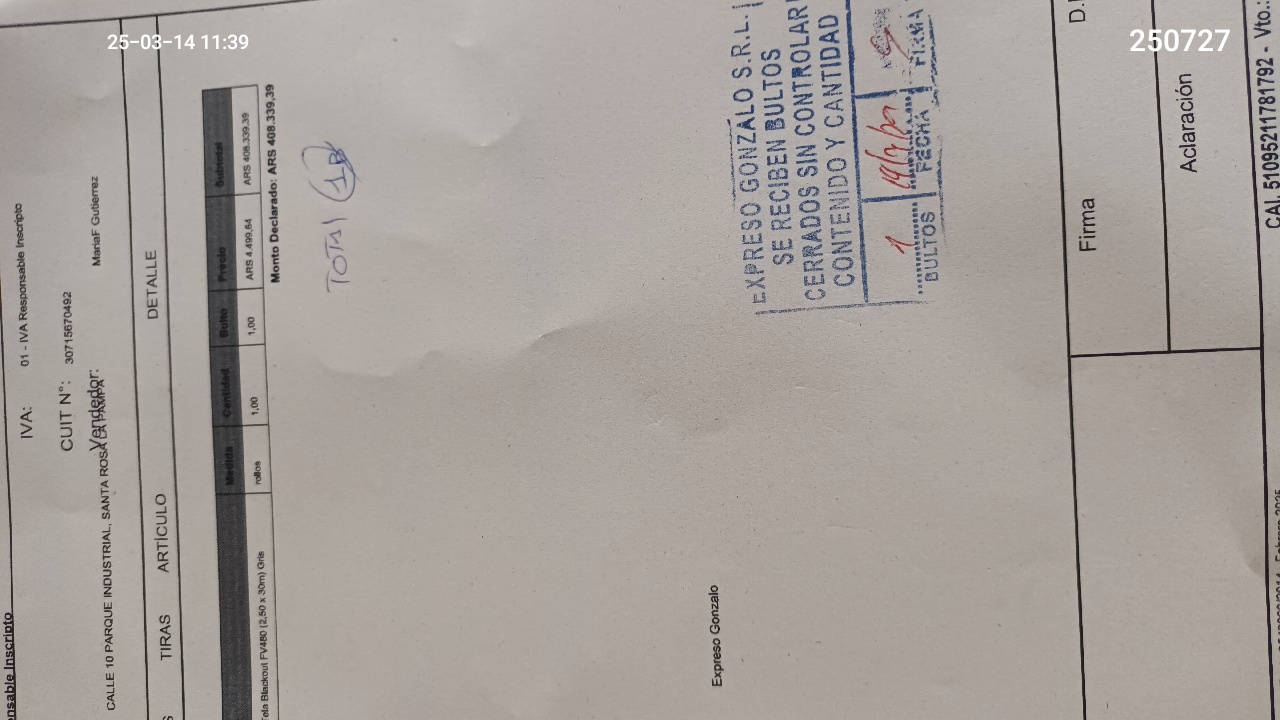 25-03-14 11:39
250727
nsable Inscripto
IVA: 01 - IVA Responsable Inscripto
CUIT N°: 30715670492
Vendedor: MariaF Gutierrez
CALLE 10 PARQUE INDUSTRIAL, SANTA ROSA LA PAMPA
DETALLE
TIRAS ARTÍCULO
Medida Cantidad Bulto Precio Subtotal
ela Blackout FV480 (2,50 x 30m) Gris rollos 1,00 1,00 ARS 4.499,64 ARS 408.339,39
Monto Declarado: ARS 408.339,39
TOTAL (1B)
Expreso Gonzalo
EXPRESO GONZALO S.R.L.
SE RECIBEN BULTOS
CERRADOS SIN CONTROLAR
CONTENIDO Y CANTIDAD
1
BULTOS FECHA FIRMA
Firma
Aclaración
CAI. 51095211781792 - Vto.: